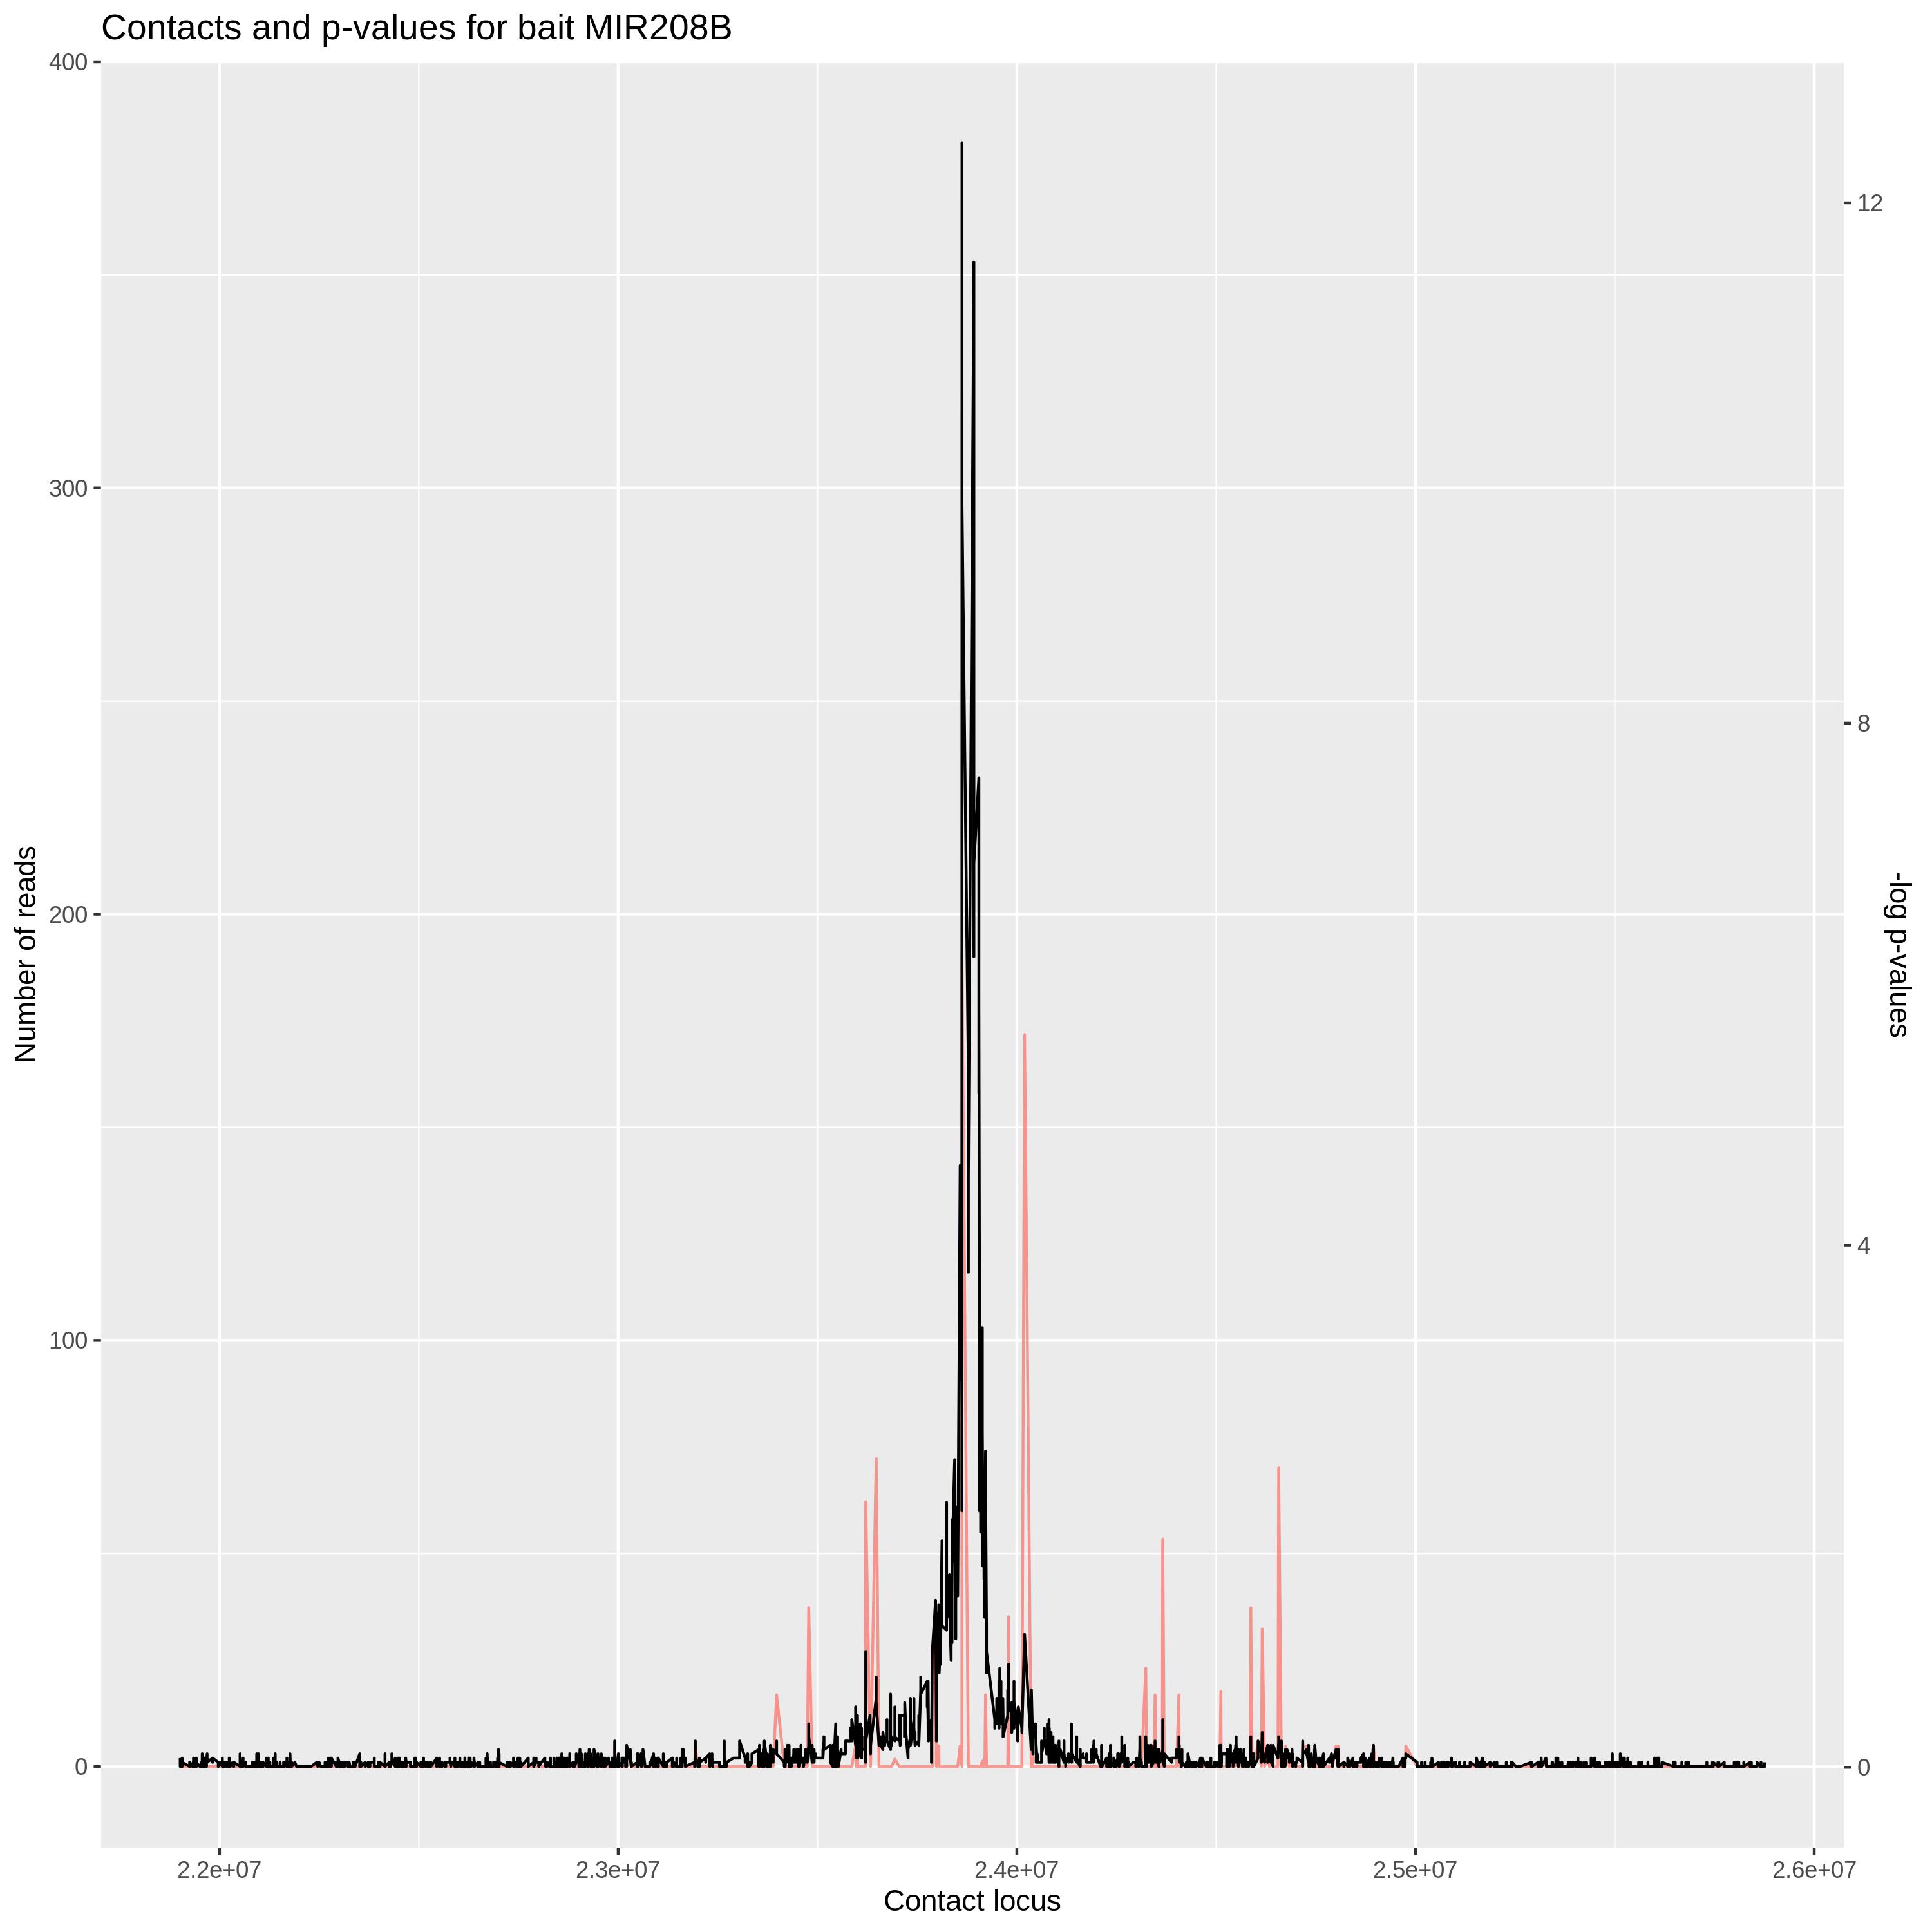 Contacts and p-values for bait MIR208B
400
300
200
100
0
Number of reads
12
8
4
0
-log p-values
2.2e+07
2.3e+07
2.4e+07
2.5e+07
2.6e+07
Contact locus